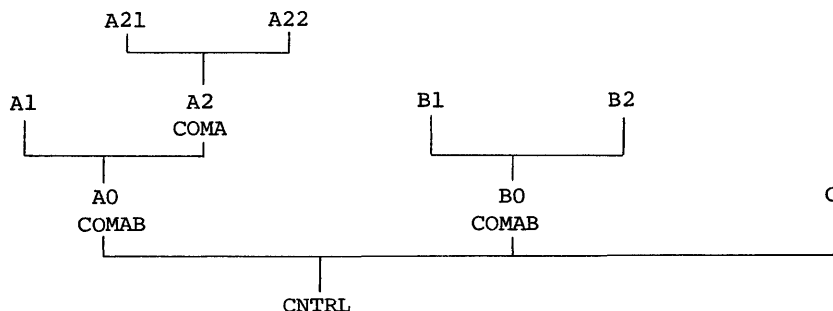 A21 A22
A1 A2 B1 B2
COMA
A0 B0 C
COMAB COMAB
CNTRL